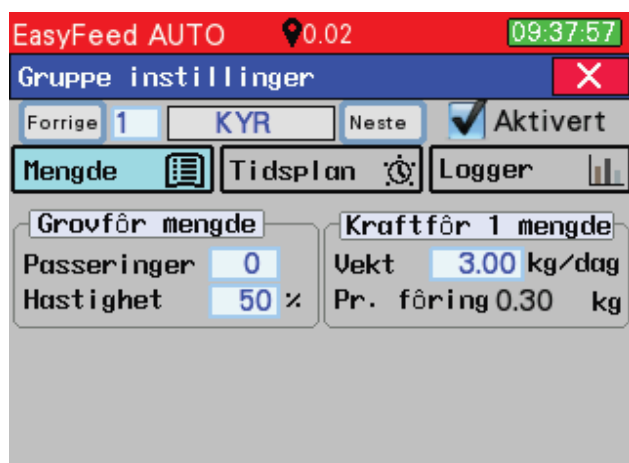 EasyFeed AUTO 0.02 09:37:57
Gruppe instillinger X
Forrige 1 KYR Neste Aktivert
Mengde Tidsplan Logger
Grovfôr mengde Kraftfôr 1 mengde
Passeringer 0 Vekt 3.00 kg/dag
Hastighet 50 % Pr. fôring 0.30 kg